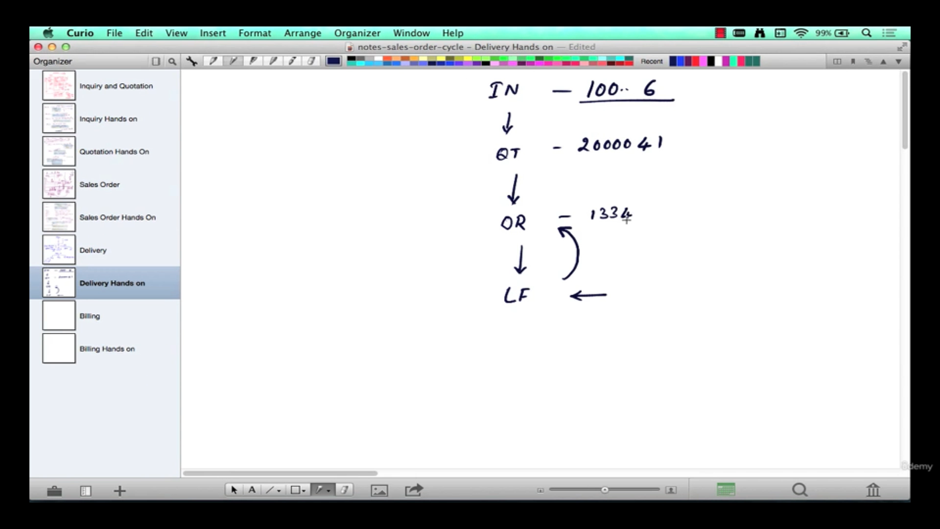 Curio File Edit View Insert Format Arrange Organizer Window Help 99%
notes-sales-order-cycle - Delivery Hands on — Edited
Organizer
Recent
Inquiry and Quotation
Inquiry Hands on
Quotation Hands On
Sales Order
Sales Order Hands On
Delivery
Delivery Hands on
Billing
Billing Hands on
IN — 100.. 6
QT - 2000041
OR — 1334
LF
A
demy